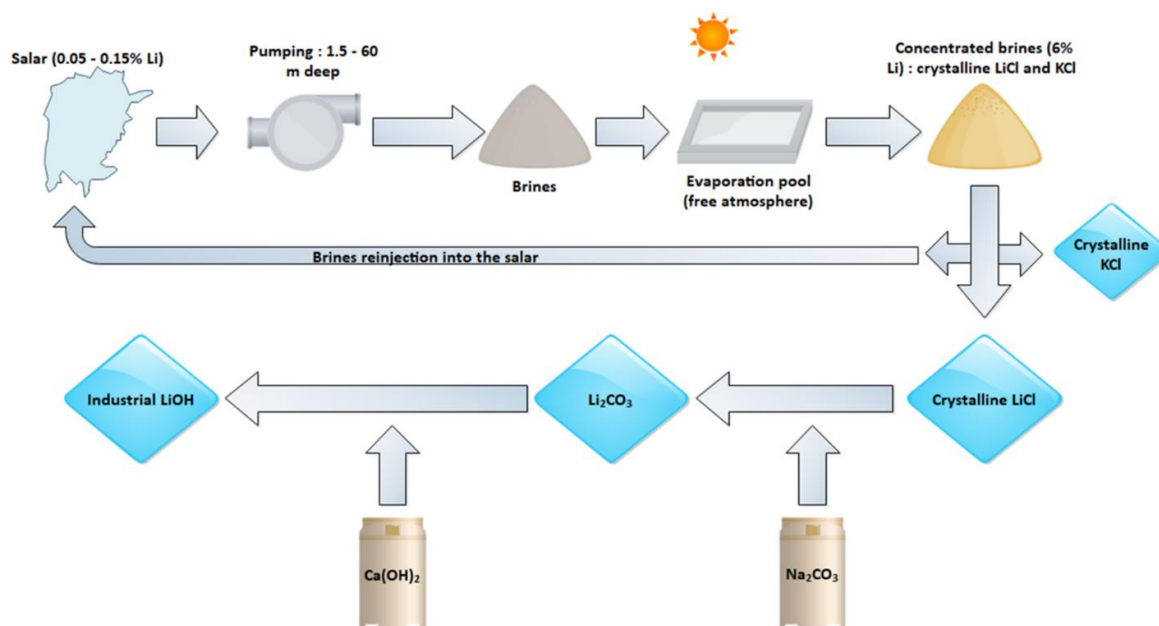 Salar (0.05 - 0.15% Li)
Pumping : 1.5 - 60
m deep
Brines
Evaporation pool
(free atmosphere)
Concentrated brines (6%
Li) : crystalline LiCl and KCl
Brines reinjection into the salar
Crystalline
KCl
Industrial LiOH
Li₂CO₃
Crystalline LiCl
Ca(OH)₂
Na₂CO₃